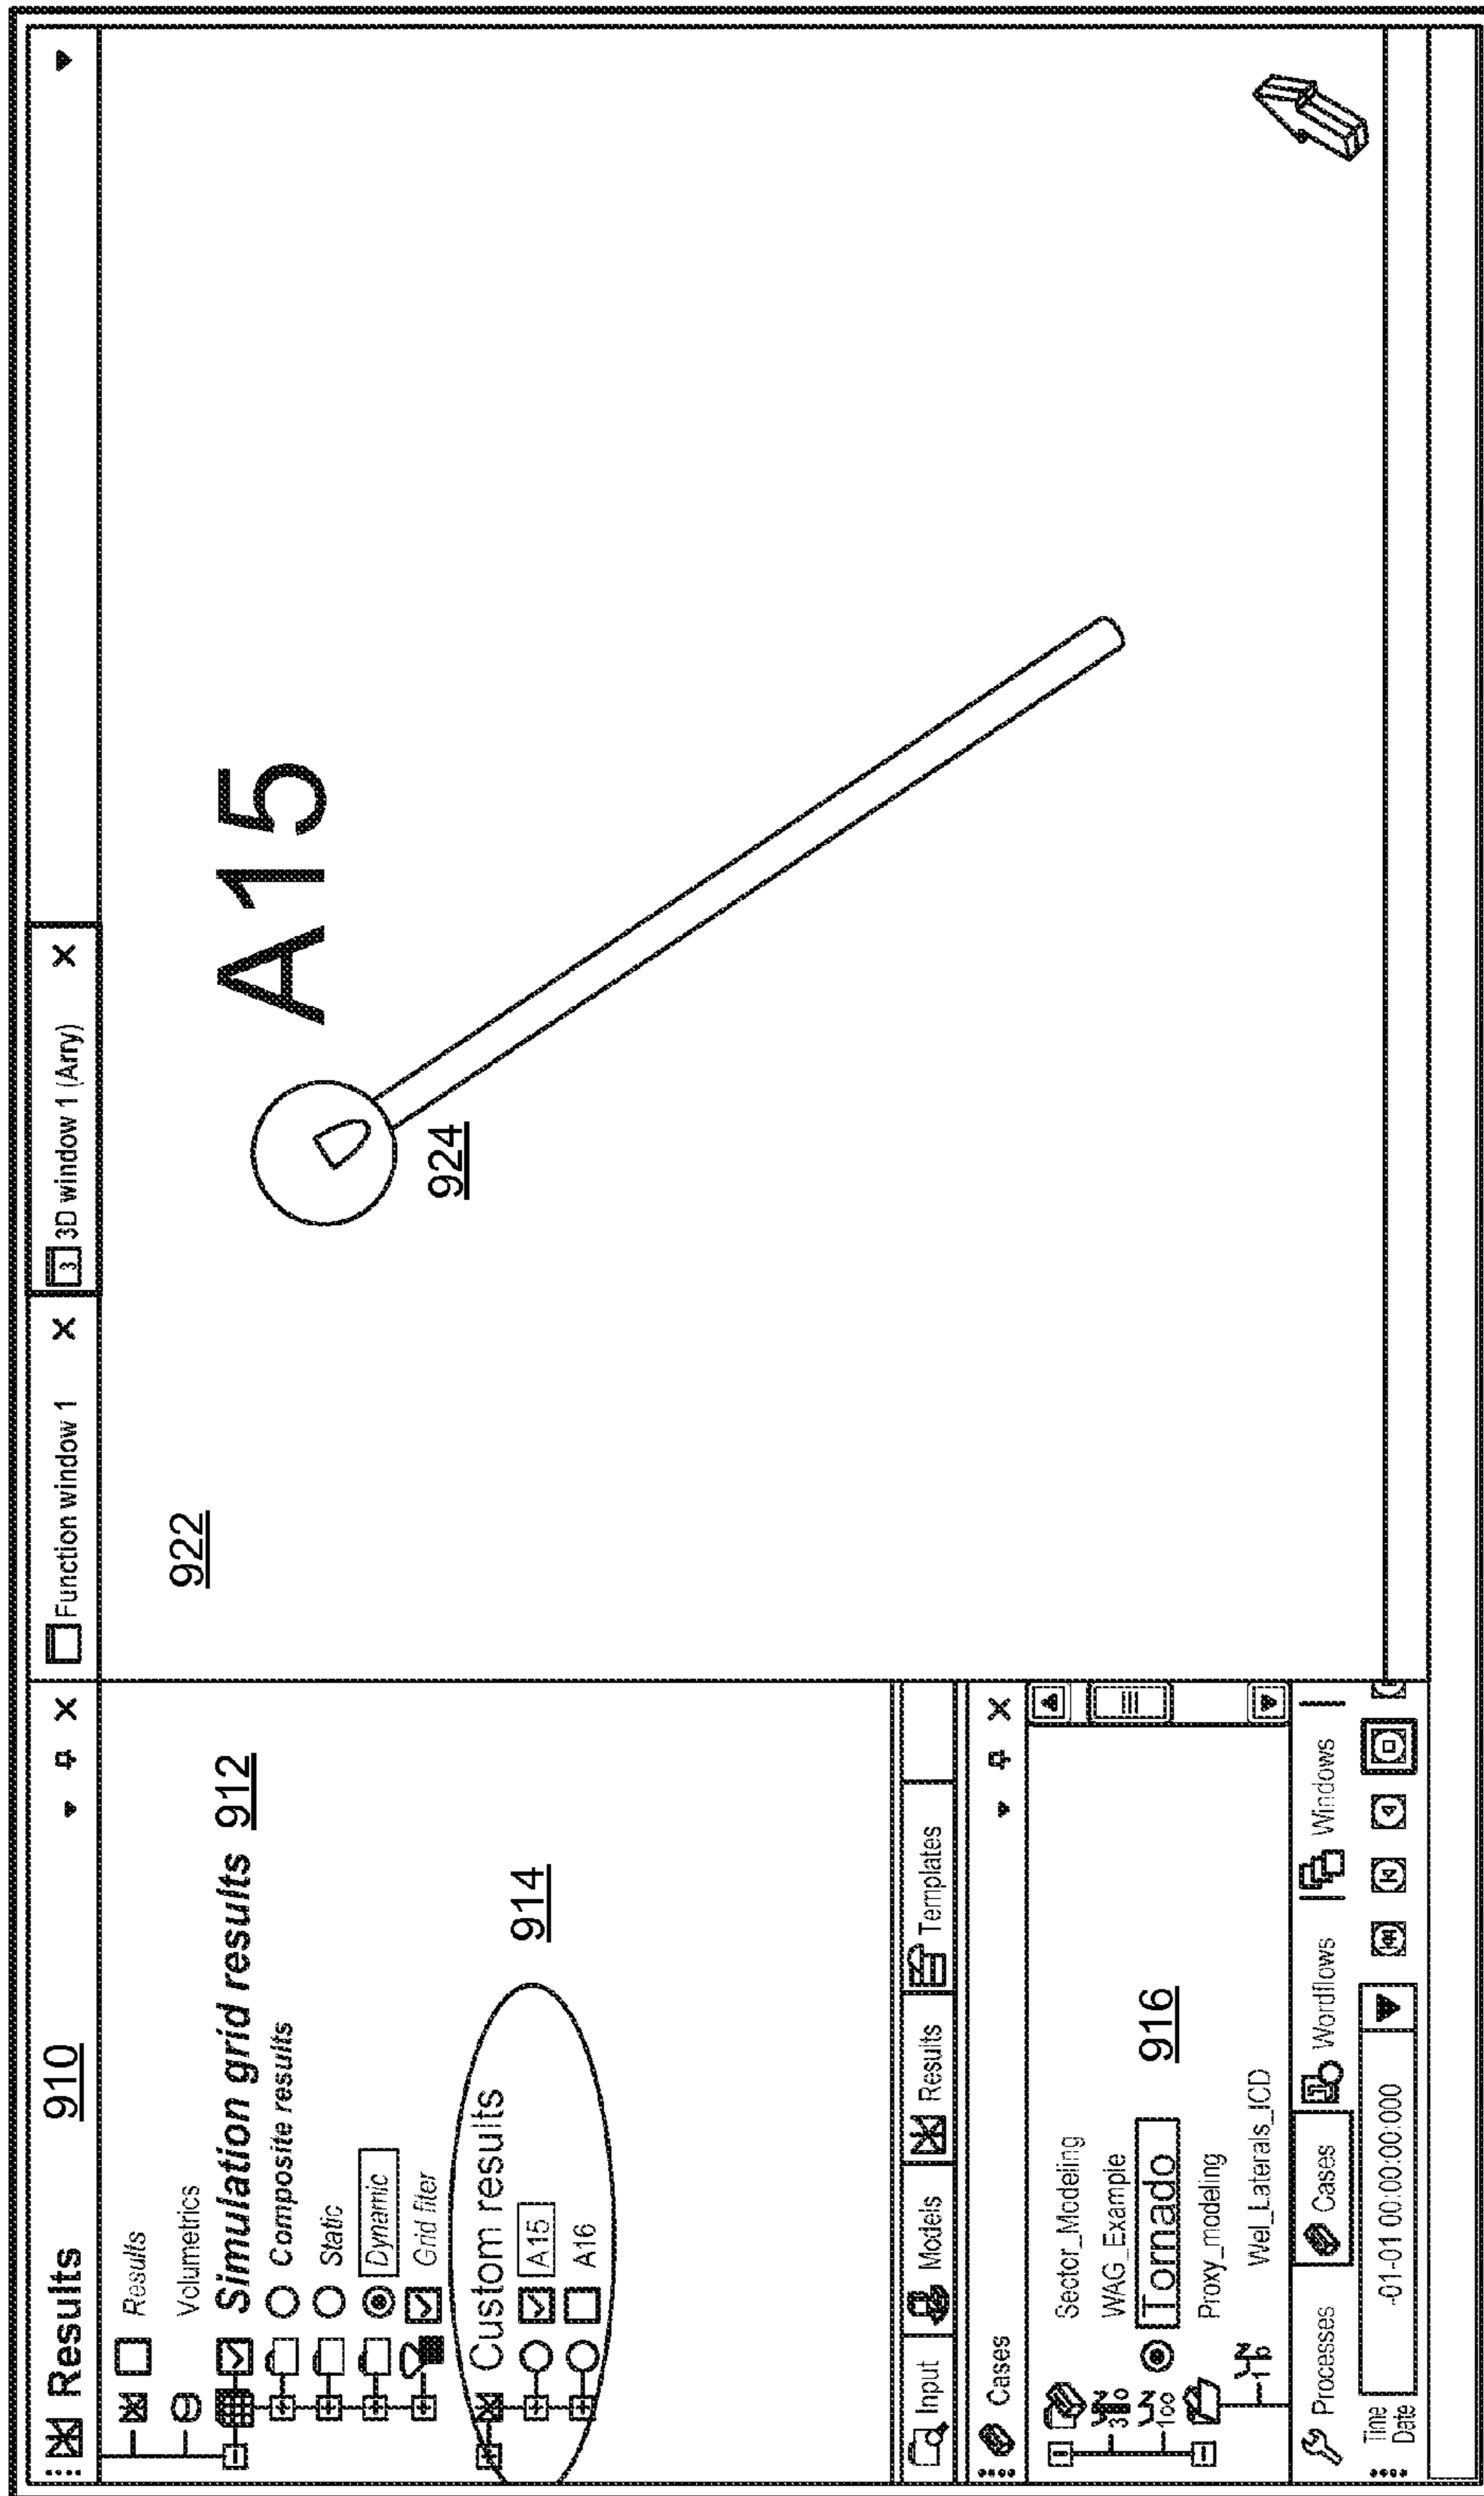 Results 910
Function window 1
3 3D window 1 (Arry)
Results
Volumetrics
Simulation grid results 912
Composite results
Static
Dynamic
Grid filter
Custom results
A15
A16
914
922
A15
924
Input
Models
Results
Templates
Cases
Sector_Modeling
WAG_Example
Tornado 916
Proxy_modeling
Wel_Laterals_ICD
Processes
Cases
Wordflows
Windows
Time
Date
-01-01 00:00:00:000